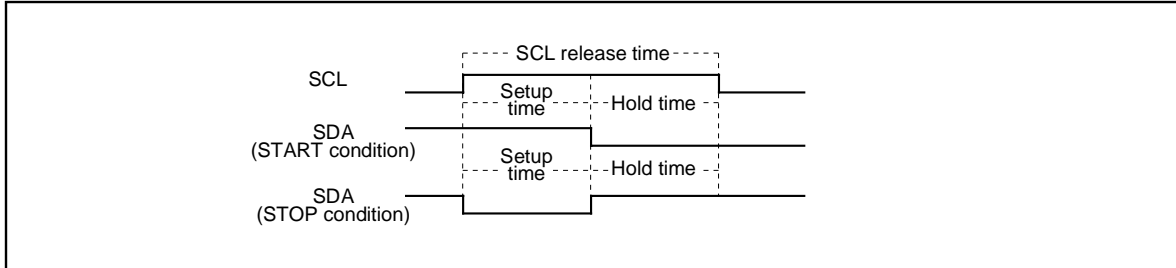 SCL release time
SCL
Setup
time
Hold time
SDA
(START condition)
Setup
time
Hold time
SDA
(STOP condition)